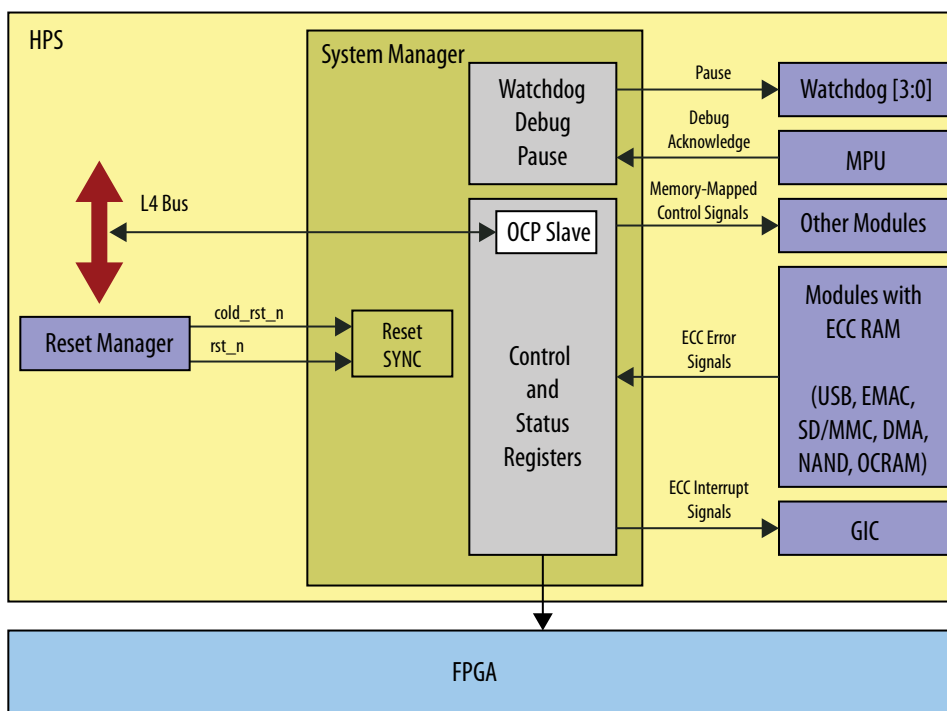 HPS
System Manager
Watchdog
Debug
Pause
Pause
Watchdog [3:0]
Debug
Acknowledge
MPU
L4 Bus
OCP Slave
Memory-Mapped
Control Signals
Other Modules
Reset Manager
cold_rst_n
rst_n
Reset
SYNC
Control
and
Status
Registers
ECC Error
Signals
Modules with
ECC RAM
(USB, EMAC,
SD/MMC, DMA,
NAND, OCRAM)
ECC Interrupt
Signals
GIC
FPGA